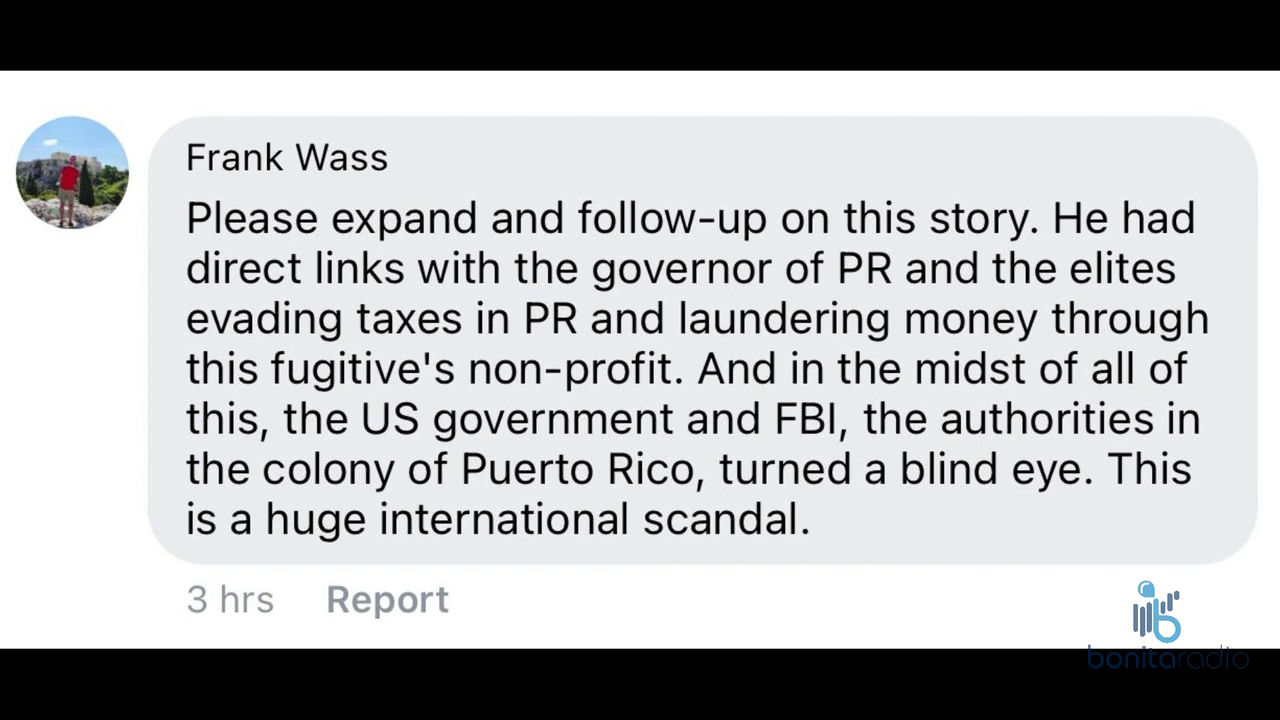 Frank Wass
Please expand and follow-up on this story. He had
direct links with the governor of PR and the elites
evading taxes in PR and laundering money through
this fugitive's non-profit. And in the midst of all of
this, the US government and FBI, the authorities in
the colony of Puerto Rico, turned a blind eye. This
is a huge international scandal.
3 hrs Report
bonitaradio